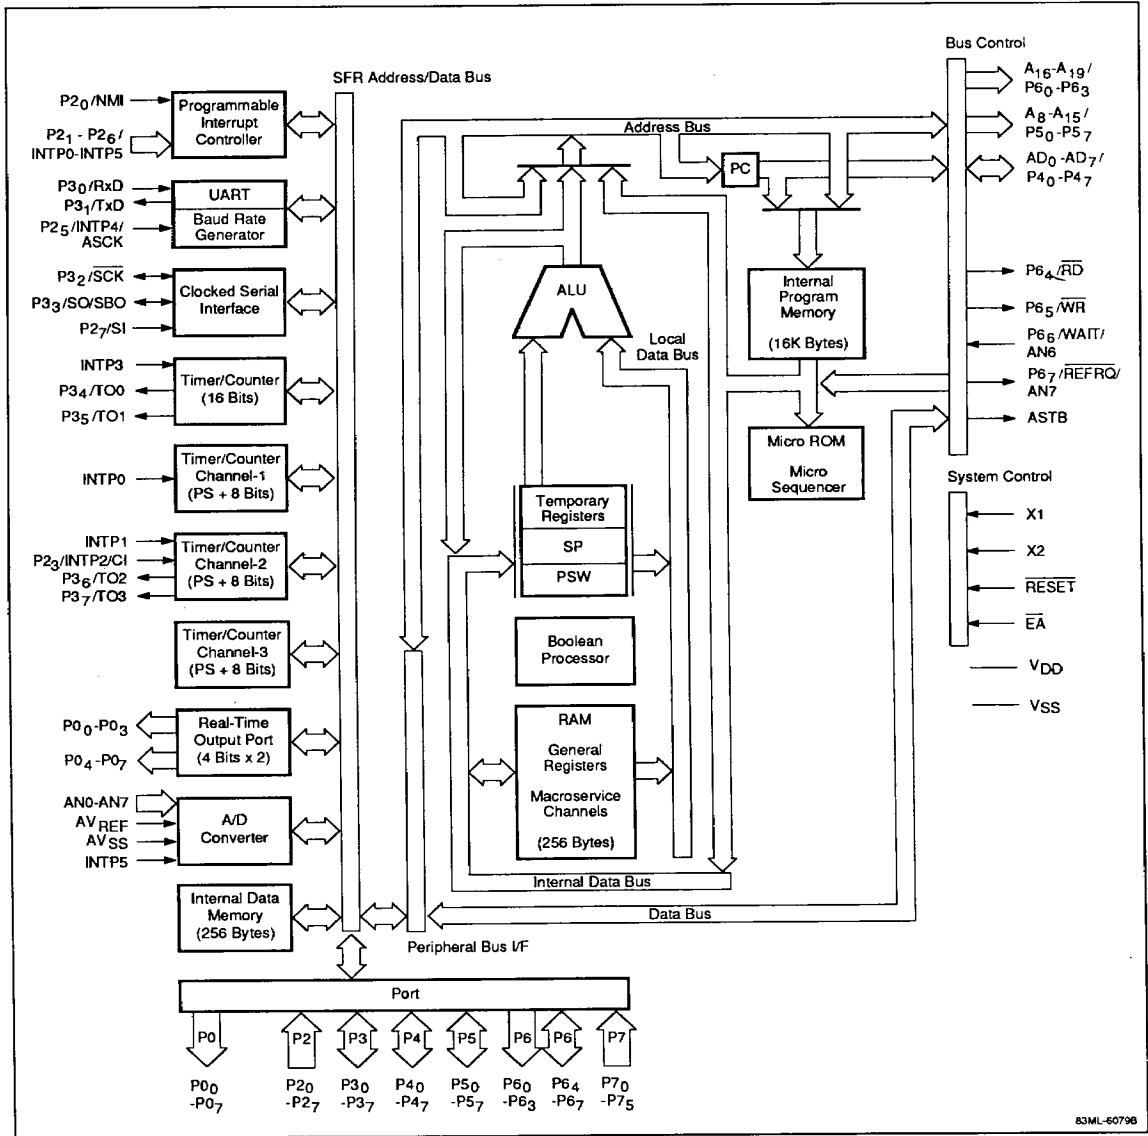 SFR Address/Data Bus
P20/NMI
P21 - P26/
INTP0-INTP5
Programmable
Interrupt
Controller
P30/RxD
P31/TxD
P25/INTP4/
ASCK
UART
Baud Rate
Generator
P32/SCK
P33/SO/SBO
P27/SI
Clocked Serial
Interface
INTP3
P34/TO0
P35/TO1
Timer/Counter
(16 Bits)
INTP0
Timer/Counter
Channel-1
(PS + 8 Bits)
INTP1
P23/INTP2/CI
P36/TO2
P37/TO3
Timer/Counter
Channel-2
(PS + 8 Bits)
Timer/Counter
Channel-3
(PS + 8 Bits)
P00-P03
P04-P07
Real-Time
Output Port
(4 Bits x 2)
AN0-AN7
AVREF
AVSS
INTP5
A/D
Converter
Internal Data
Memory
(256 Bytes)
Address Bus
PC
ALU
Local
Data Bus
Internal
Program
Memory
(16K Bytes)
Micro ROM
Micro
Sequencer
Temporary
Registers
SP
PSW
Boolean
Processor
RAM
General
Registers
Macroservice
Channels
(256 Bytes)
Internal Data Bus
Data Bus
Peripheral Bus I/F
Bus Control
A16-A19/
P60-P63
A8-A15/
P50-P57
AD0-AD7/
P40-P47
P64/RD
P65/WR
P66/WAIT/
AN6
P67/REFRQ/
AN7
ASTB
System Control
X1
X2
RESET
EA
VDD
VSS
Port
P0 P2 P3 P4 P5 P6 P6 P7
P00 P20 P30 P40 P50 P60 P64 P70
-P07 -P27 -P37 -P47 -P57 -P63 -P67 -P75
83ML-6079B